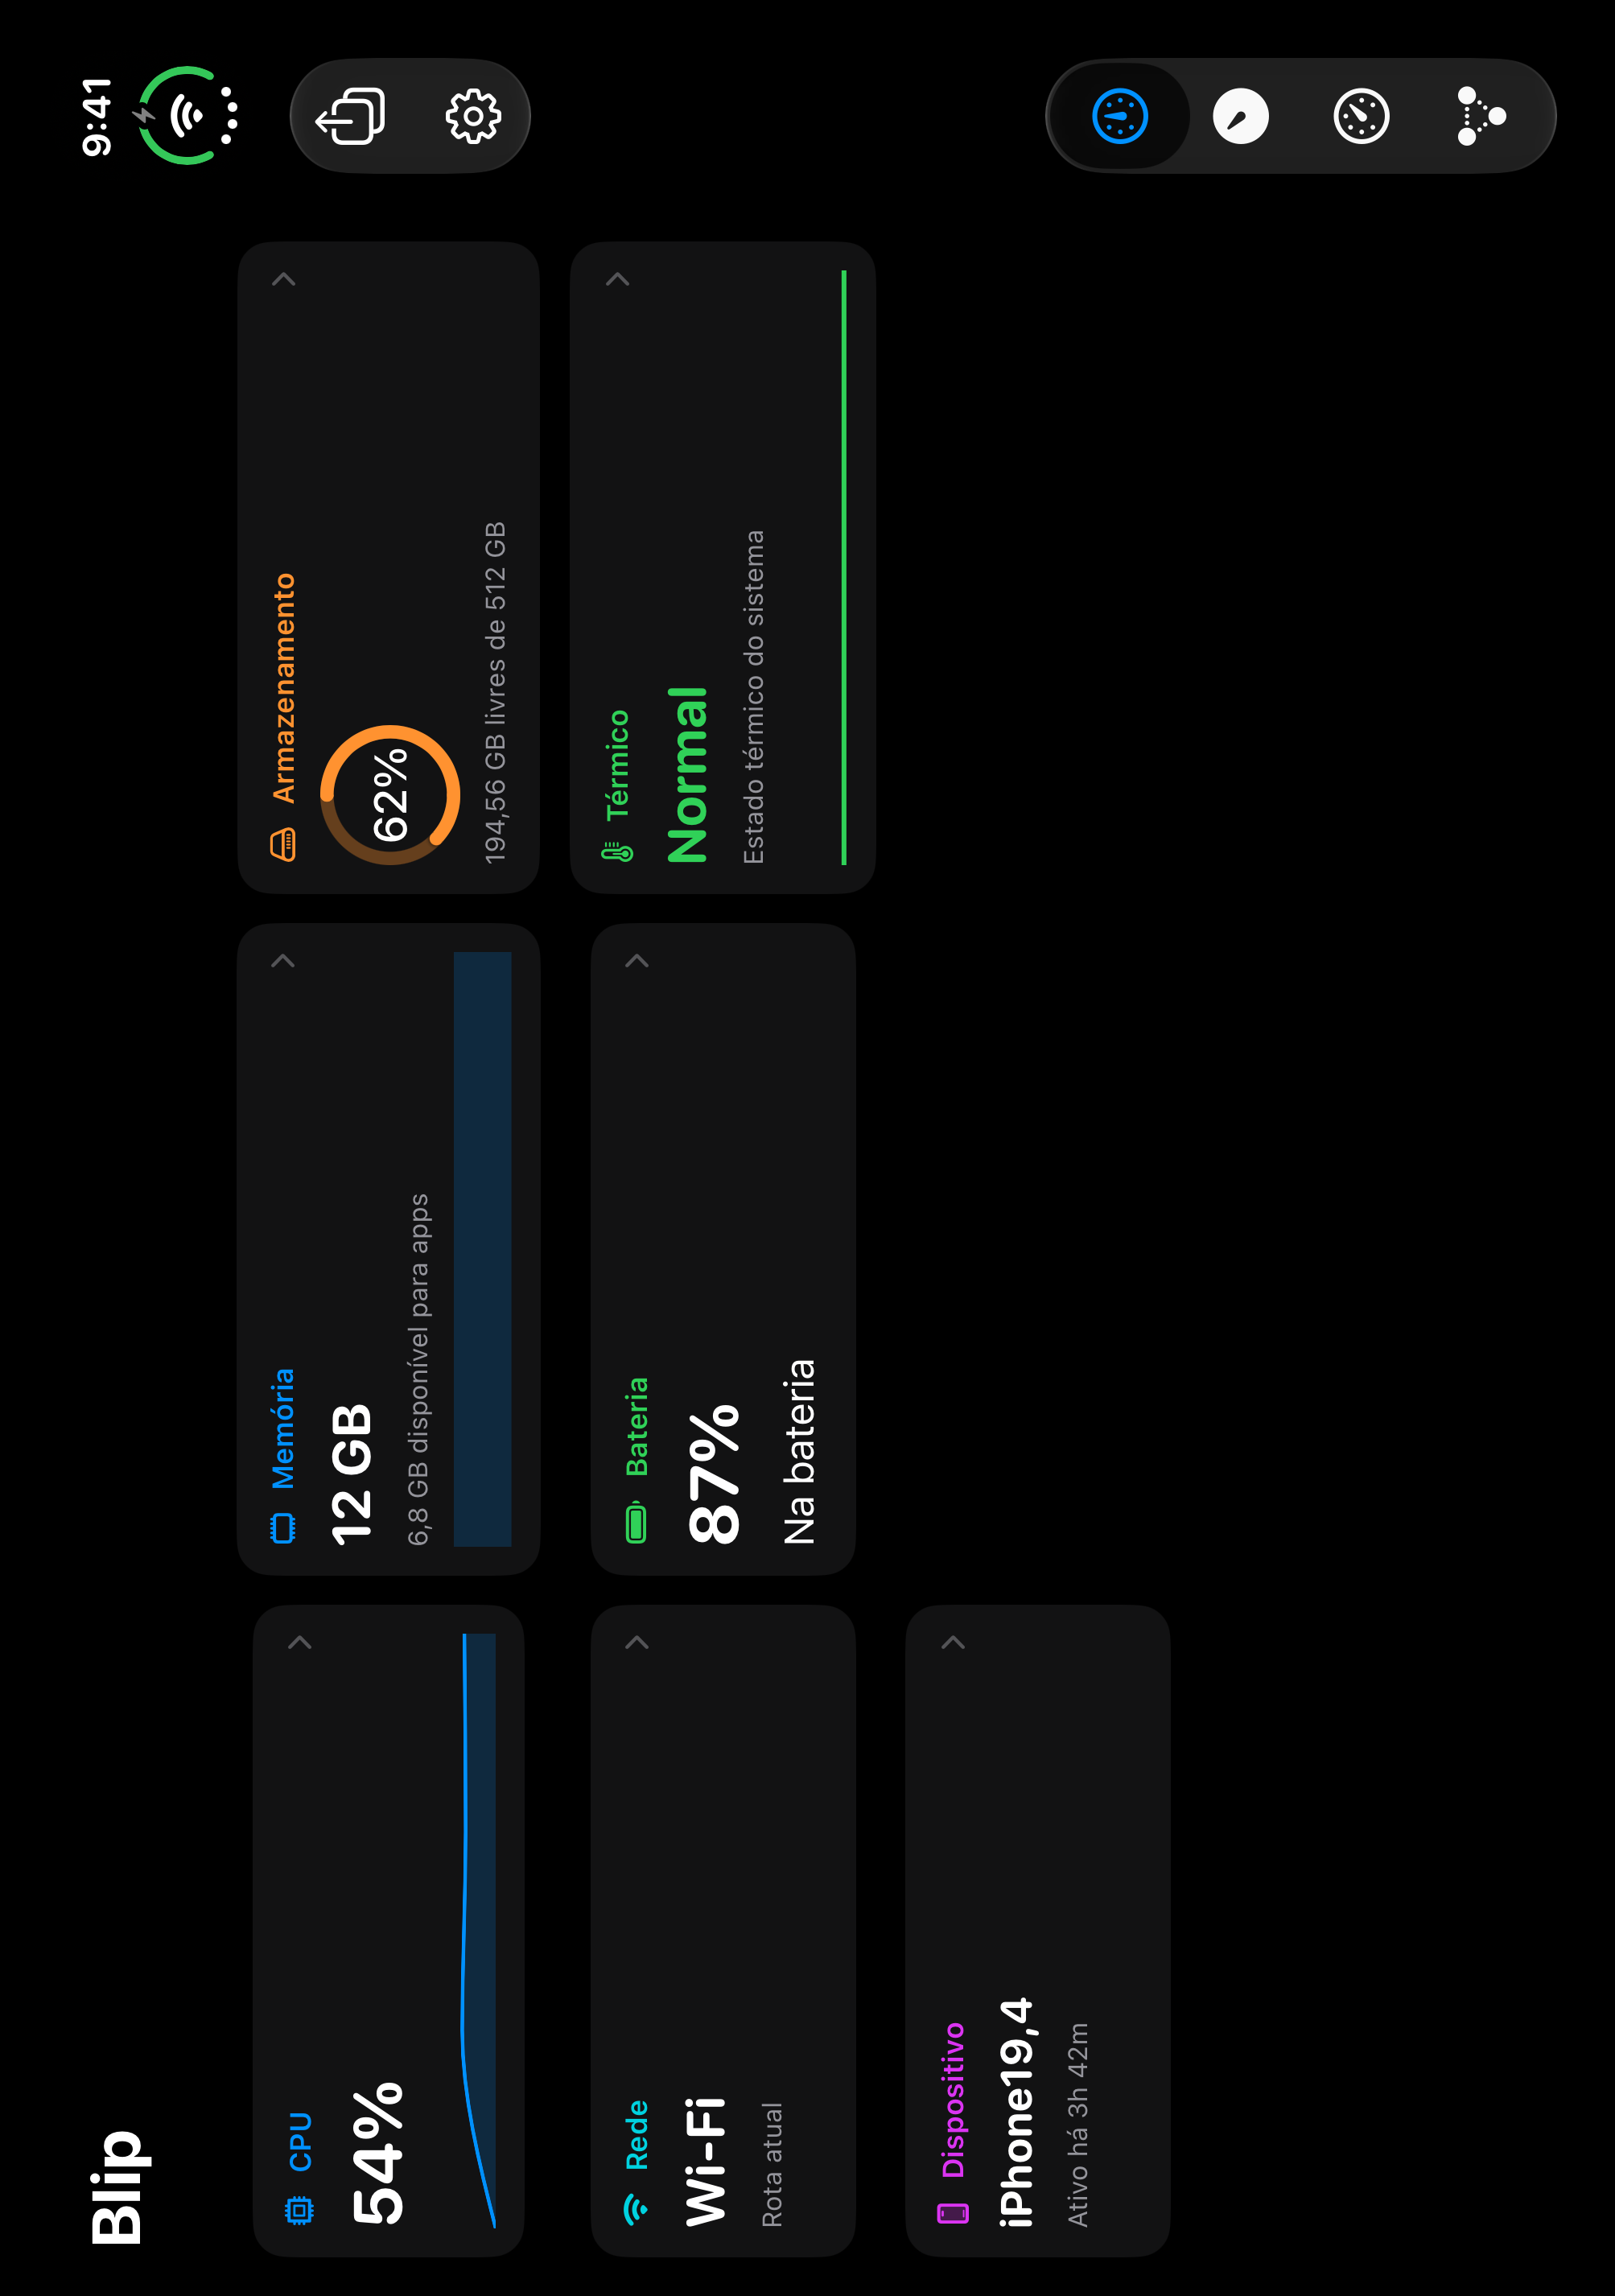 9:41
Blip
CPU
54%
Memória
12 GB
6,8 GB disponível para apps
Armazenamento
62%
194,56 GB livres de 512 GB
Rede
Wi-Fi
Rota atual
Bateria
87%
Na bateria
Térmico
Normal
Estado térmico do sistema
Dispositivo
iPhone19,4
Ativo há 3h 42m